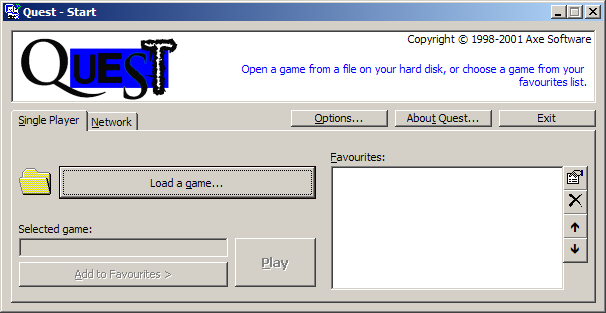 Quest - Start
Copyright © 1998-2001 Axe Software
QUEST
Open a game from a file on your hard disk, or choose a game from your
favourites list.
Single Player
Network
Options...
About Quest...
Exit
Load a game...
Favourites:
Selected game:
Add to Favourites >
Play